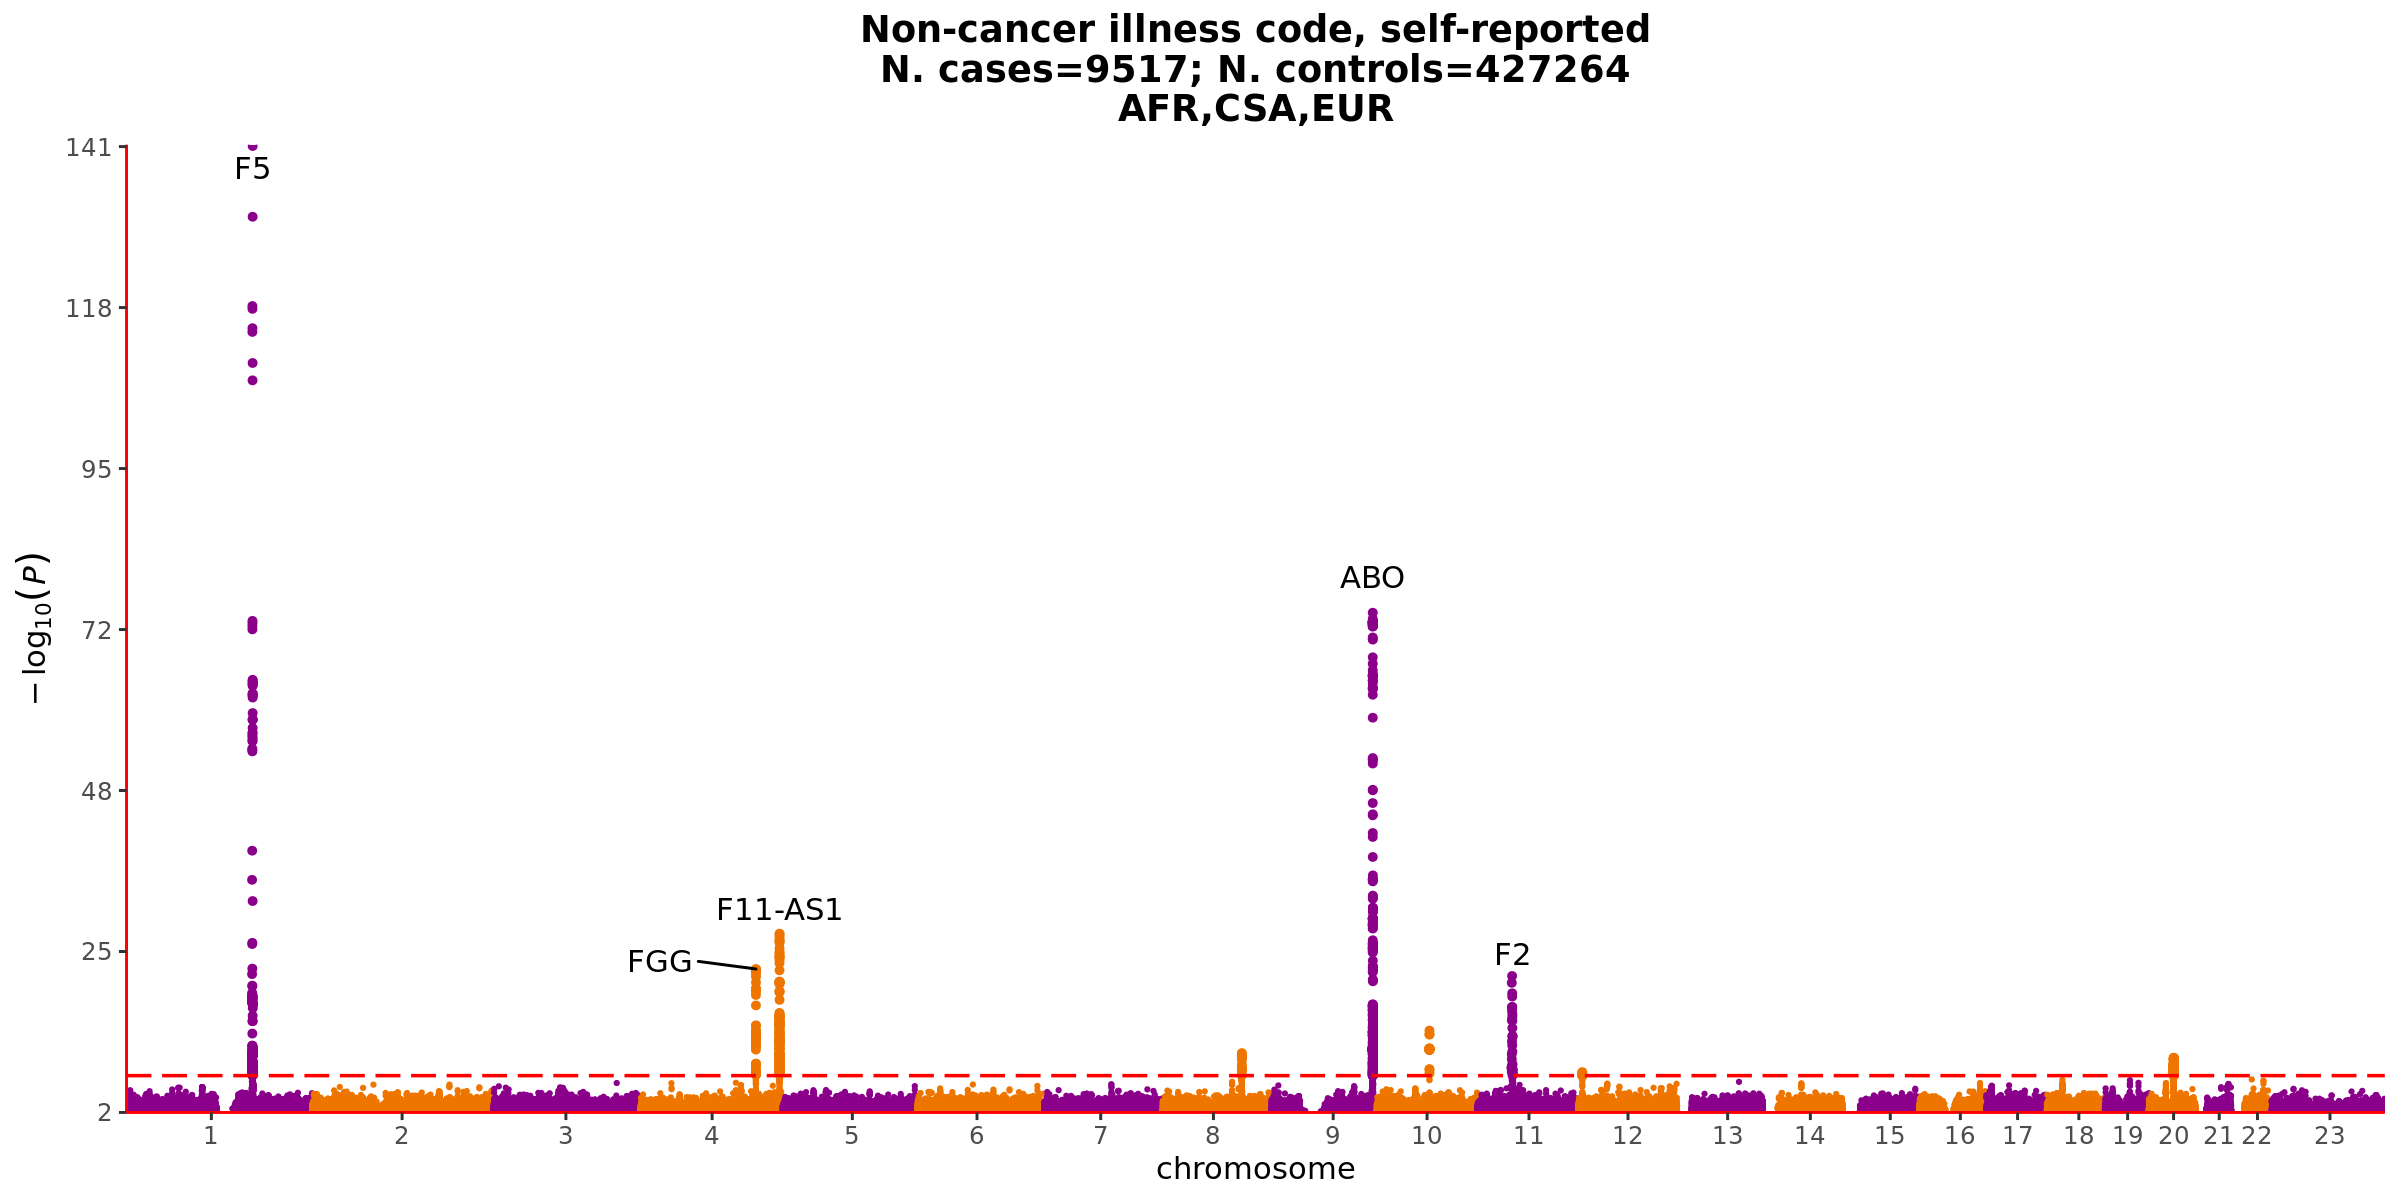 Non-cancer illness code, self-reported
N. cases=9517; N. controls=427264
AFR,CSA,EUR
141
118
95
72
48
25
2
−log10(P)
F5
ABO
F11-AS1
FGG
F2
1 2 3 4 5 6 7 8 9 10 11 12 13 14 15 16 17 18 19 20 21 22 23
chromosome